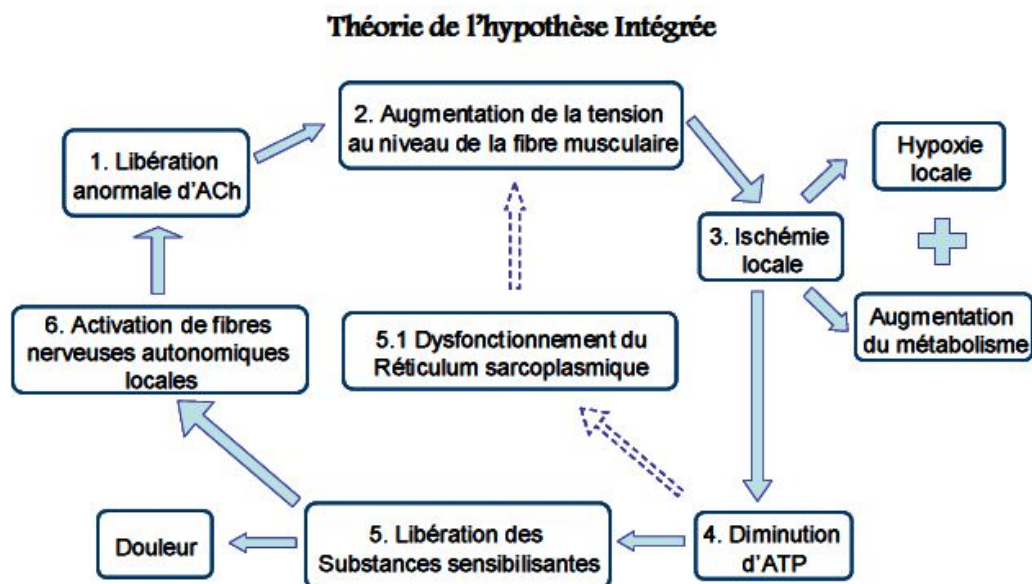 Théorie de l'hypothèse Intégrée
2. Augmentation de la tension
au niveau de la fibre musculaire
1. Libération
anormale d'ACh
Hypoxie
locale
3. Ischémie
locale
6. Activation de fibres
nerveuses autonomiques
locales
5.1 Dysfonctionnement du
Réticulum sarcoplasmique
Augmentation
du métabolisme
Douleur
5. Libération des
Substances sensibilisantes
4. Diminution
d'ATP